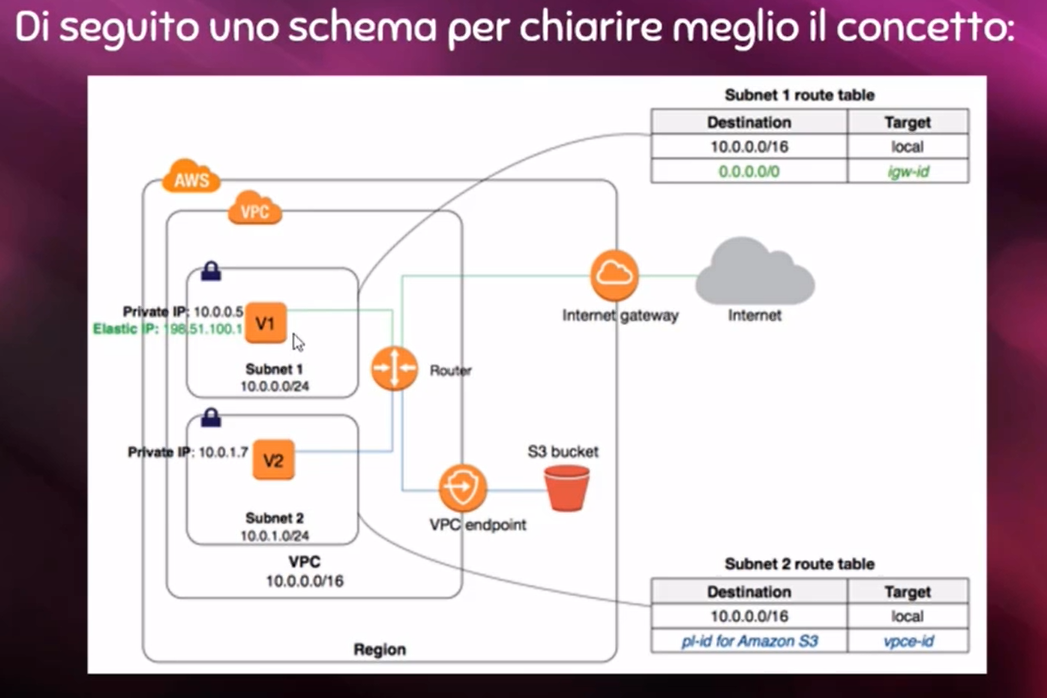 Di seguito uno schema per chiarire meglio il concetto:
Subnet 1 route table
Destination Target
10.0.0.0/16 local
0.0.0.0/0 igw-id
AWS
VPC
Private IP: 10.0.0.5
Elastic IP: 198.51.100.1
V1
Subnet 1
10.0.0.0/24
Internet gateway
Internet
Router
Private IP: 10.0.1.7
V2
Subnet 2
10.0.1.0/24
S3 bucket
VPC endpoint
VPC
10.0.0.0/16
Region
Subnet 2 route table
Destination Target
10.0.0.0/16 local
pl-id for Amazon S3 vpce-id